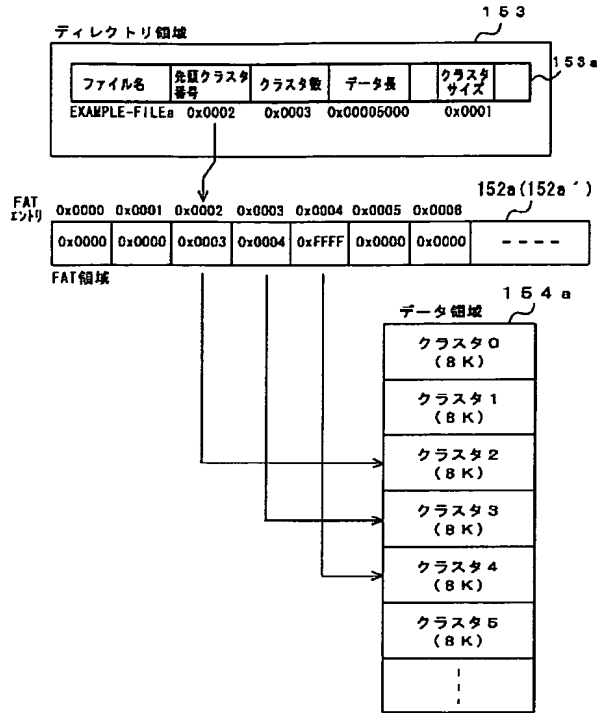 153
ディレクトリ領域
153a
ファイル名 先頭クラスタ番号 クラスタ数 データ長 クラスタサイズ
EXAMPLE-FILEa 0x0002 0x0003 0x00005000 0x0001
152a(152a´)
FATエントリ 0x0000 0x0001 0x0002 0x0003 0x0004 0x0005 0x0006
0x0000 0x0000 0x0003 0x0004 0xFFFF 0x0000 0x0000 ----
FAT領域
154a
データ領域
クラスタ0
(8K)
クラスタ1
(8K)
クラスタ2
(8K)
クラスタ3
(8K)
クラスタ4
(8K)
クラスタ5
(8K)